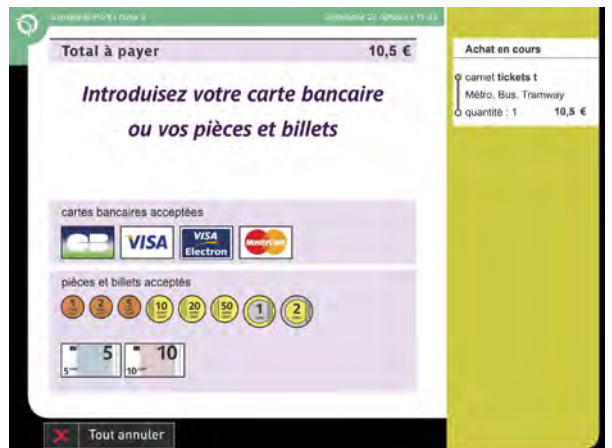 Total à payer 10,5 €
Introduisez votre carte bancaire
ou vos pièces et billets
cartes bancaires acceptées
CB VISA VISA Electron MasterCard
pièces et billets acceptés
1 2 5 10 20 50 1 2
5 5 10 10
Tout annuler
Achat en cours
carnet tickets t
Métro, Bus, Tramway
quantité : 1 10,5 €